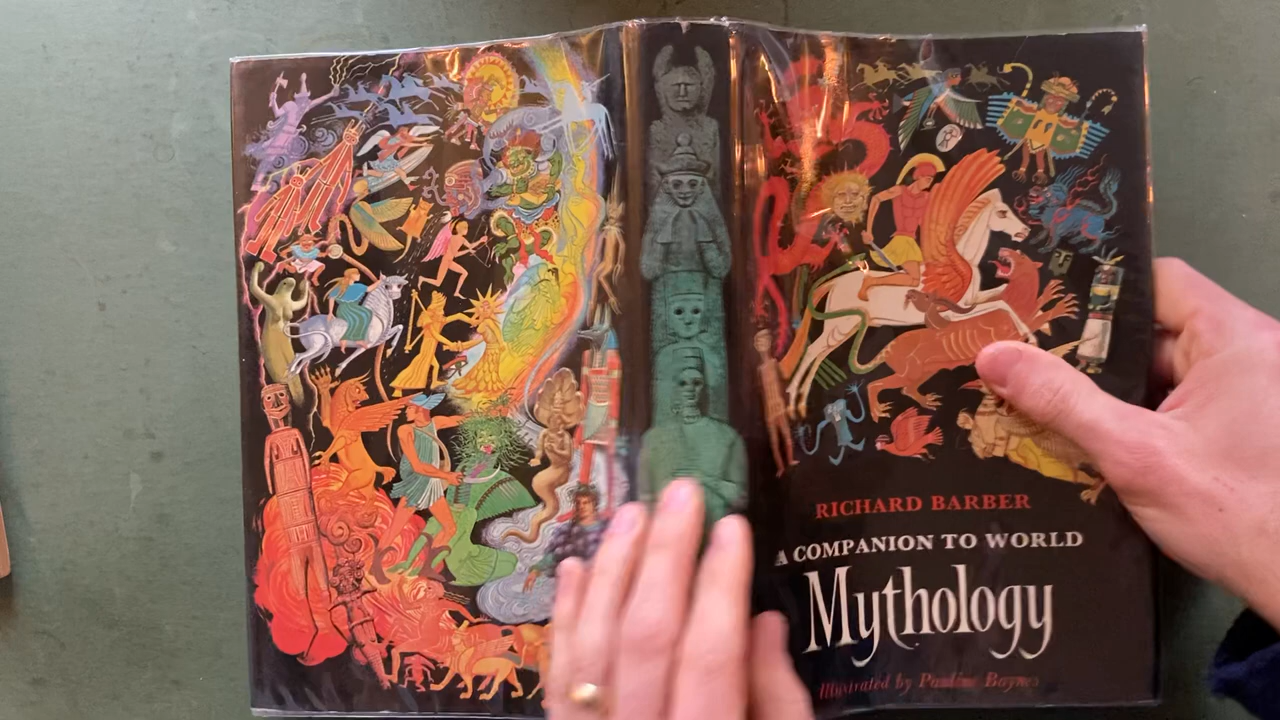 RICHARD BARBER
A COMPANION TO WORLD
Mythology
Illustrated by Pauline Baynes